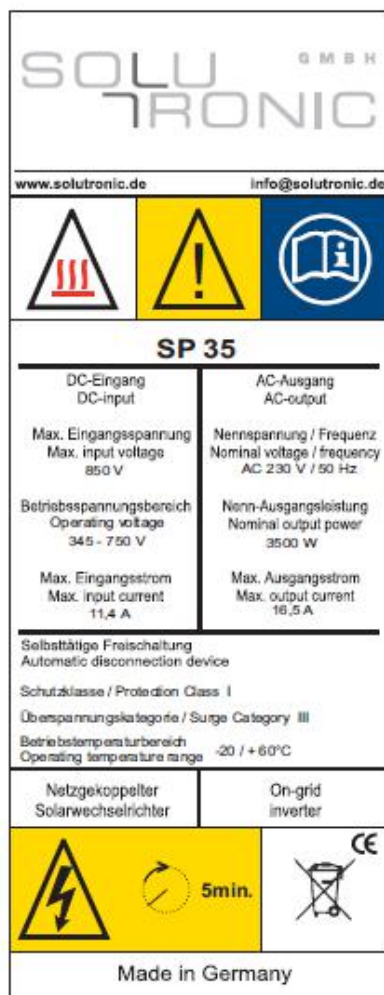 SOLU GMBH
TRONIC
www.solutronic.de info@solutronic.de
SP 35
DC-Eingang
DC-input
Max. Eingangsspannung
Max. input voltage
850 V
Betriebsspannungsbereich
Operating voltage
345 - 750 V
Max. Eingangsstrom
Max. input current
11,4 A
AC-Ausgang
AC-output
Nennspannung / Frequenz
Nominal voltage / frequency
AC 230 V / 50 Hz
Nenn-Ausgangsleistung
Nominal output power
3500 W
Max. Ausgangsstrom
Max. output current
16,5 A
Selbsttätige Freischaltung
Automatic disconnection device
Schutzklasse / Protection Class I
Überspannungskategorie / Surge Category III
Betriebstemperaturbereich
Operating temperature range -20 / +60°C
Netzgekoppelter
Solarwechselrichter
On-grid
inverter
5min.
CE
Made in Germany